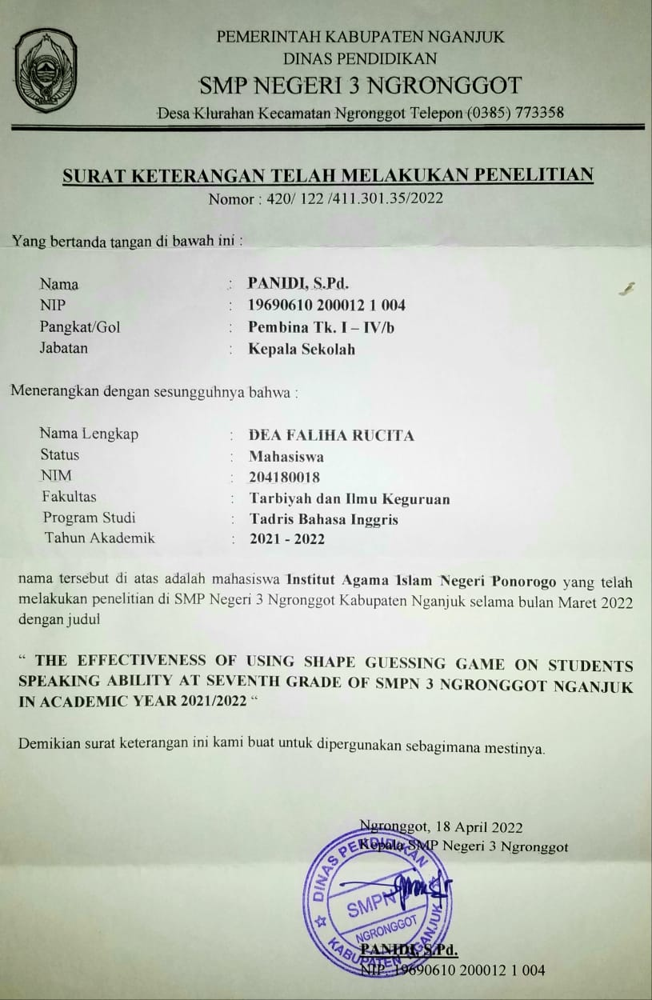 PEMERINTAH KABUPATEN NGANJUK
DINAS PENDIDIKAN
SMP NEGERI 3 NGRONGGOT
Desa Klurahan Kecamatan Ngronggot Telepon (0385) 773358
SURAT KETERANGAN TELAH MELAKUKAN PENELITIAN
Nomor : 420/ 122 /411.301.35/2022
Yang bertanda tangan di bawah ini :
Nama : PANIDI, S.Pd.
NIP : 19690610 200012 1 004
Pangkat/Gol : Pembina Tk. I – IV/b
Jabatan : Kepala Sekolah
Menerangkan dengan sesungguhnya bahwa :
Nama Lengkap : DEA FALIHA RUCITA
Status : Mahasiswa
NIM : 204180018
Fakultas : Tarbiyah dan Ilmu Keguruan
Program Studi : Tadris Bahasa Inggris
Tahun Akademik : 2021 - 2022
nama tersebut di atas adalah mahasiswa Institut Agama Islam Negeri Ponorogo yang telah
melakukan penelitian di SMP Negeri 3 Ngronggot Kabupaten Nganjuk selama bulan Maret 2022
dengan judul
“ THE EFFECTIVENESS OF USING SHAPE GUESSING GAME ON STUDENTS
SPEAKING ABILITY AT SEVENTH GRADE OF SMPN 3 NGRONGGOT NGANJUK
IN ACADEMIC YEAR 2021/2022 “
Demikian surat keterangan ini kami buat untuk dipergunakan sebagimana mestinya.
Ngronggot, 18 April 2022
Kepala SMP Negeri 3 Ngronggot
DINAS PENDIDIKAN
SMPN
NGRONGGOT
KABUPATEN NGANJUK
PANIDI, S.Pd.
NIP. 19690610 200012 1 004